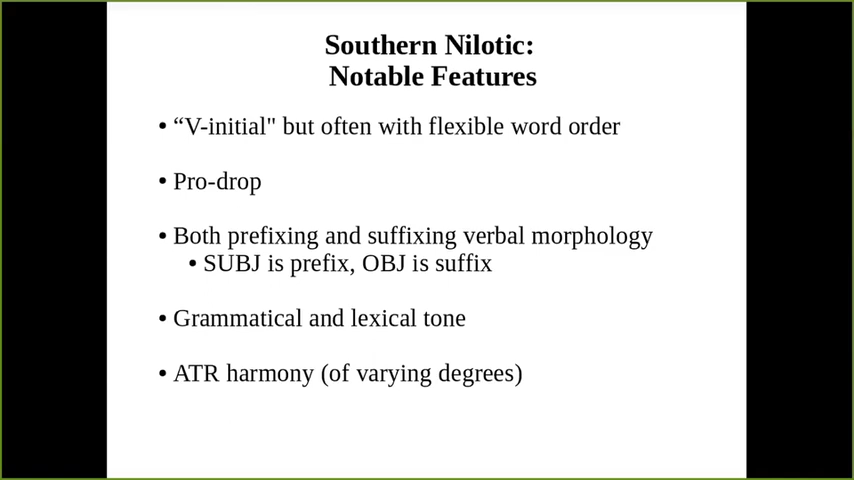 Southern Nilotic:
Notable Features
• “V-initial" but often with flexible word order
• Pro-drop
• Both prefixing and suffixing verbal morphology
• SUBJ is prefix, OBJ is suffix
• Grammatical and lexical tone
• ATR harmony (of varying degrees)